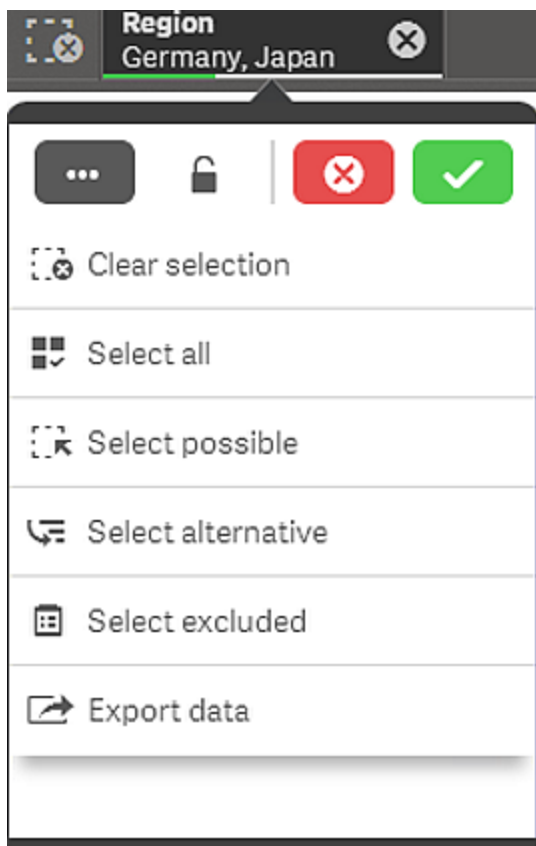 Region
Germany, Japan
Clear selection
Select all
Select possible
Select alternative
Select excluded
Export data